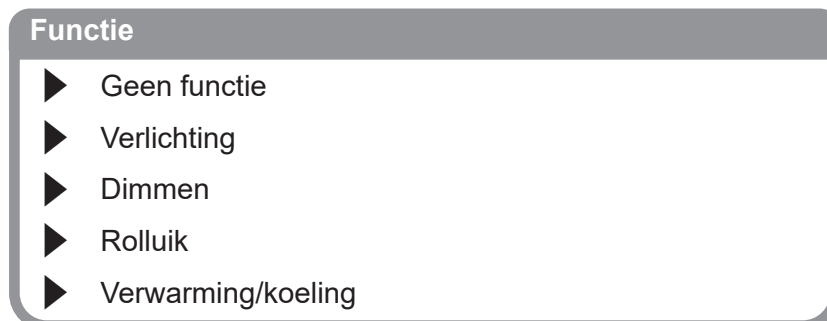 Functie
Geen functie
Verlichting
Dimmen
Rolluik
Verwarming/koeling